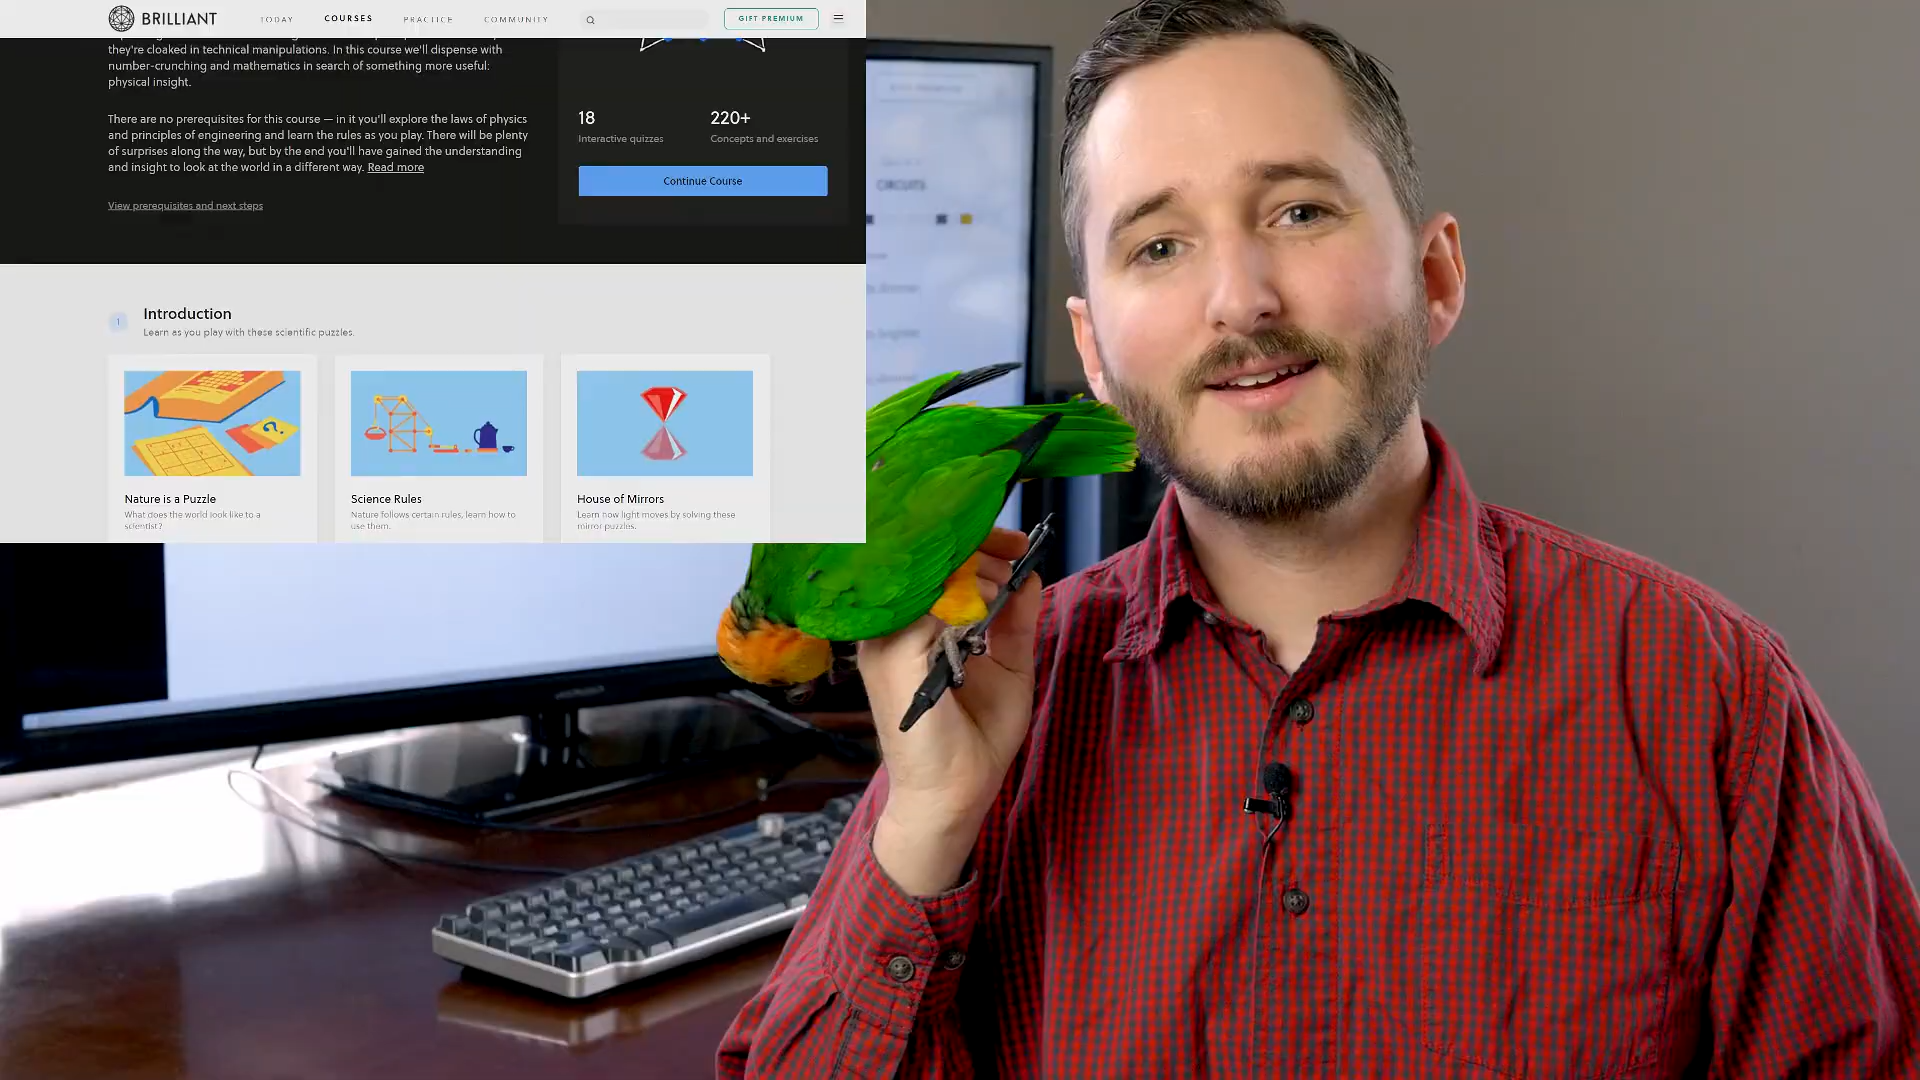 BRILLIANT
TODAY
COURSES
PRACTICE
COMMUNITY
GIFT PREMIUM
they're cloaked in technical manipulations. In this course we'll dispense with
number-crunching and mathematics in search of something more useful:
physical insight.
There are no prerequisites for this course — in it you'll explore the laws of physics
and principles of engineering and learn the rules as you play. There will be plenty
of surprises along the way, but by the end you'll have gained the understanding
and insight to look at the world in a different way. Read more
View prerequisites and next steps
18
Interactive quizzes
220+
Concepts and exercises
Continue Course
1
Introduction
Learn as you play with these scientific puzzles.
Nature is a Puzzle
What does the world look like to a
scientist?
Science Rules
Nature follows certain rules, learn how to
use them.
House of Mirrors
Learn how light moves by solving these
mirror puzzles.
CIRCUITS